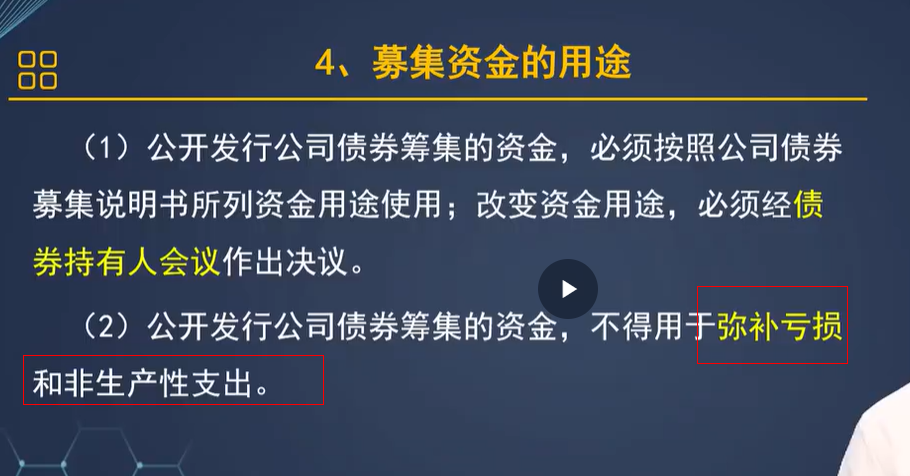 4、募集资金的用途
（1）公开发行公司债券筹集的资金，必须按照公司债券
募集说明书所列资金用途使用；改变资金用途，必须经债
券持有人会议作出决议。
（2）公开发行公司债券筹集的资金，不得用于弥补亏损
和非生产性支出。